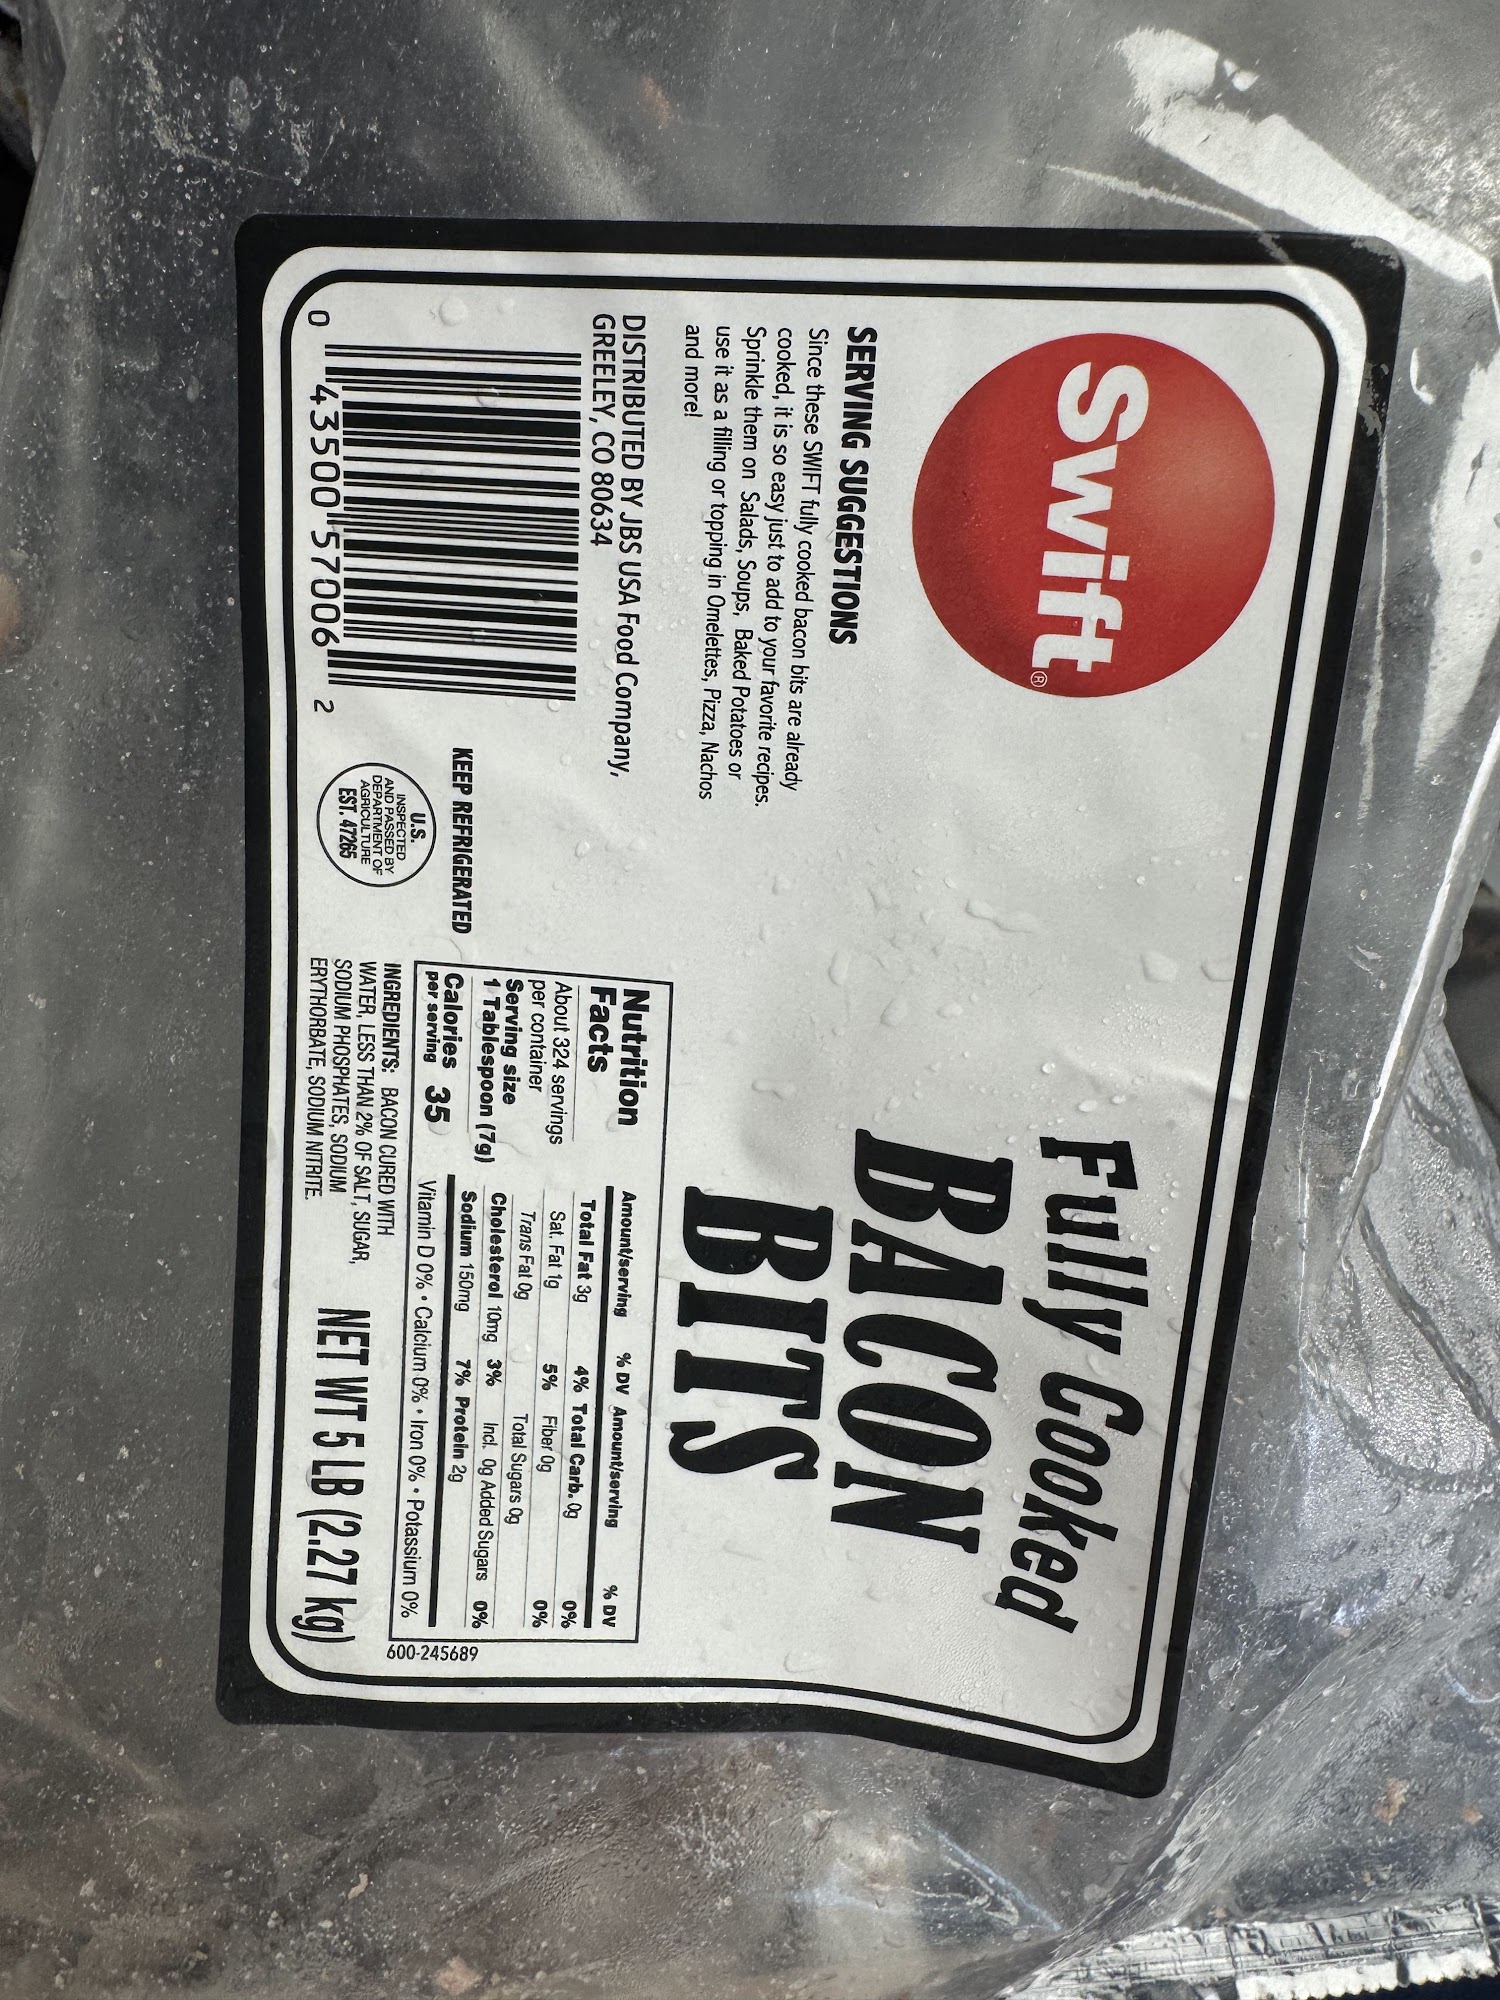 Swift®
Fully Cooked
BACON
BITS
SERVING SUGGESTIONS
Since these SWIFT fully cooked bacon bits are already
cooked, it is so easy just to add to your favorite recipes.
Sprinkle them on Salads, Soups, Baked Potatoes or
use it as a filling or topping in Omelettes, Pizza, Nachos
and more!
DISTRIBUTED BY JBS USA Food Company,
GREELEY, CO 80634
0 43500 57006 2
KEEP REFRIGERATED
U.S.
INSPECTED
AND PASSED BY
DEPARTMENT OF
AGRICULTURE
EST. 47265
Nutrition
Facts
About 324 servings
per container
Serving size
1 Tablespoon (7g)
Calories 35
per serving
Amount/serving % DV Amount/serving % DV
Total Fat 3g 4% Total Carb. 0g 0%
Sat. Fat 1g 5% Fiber 0g 0%
Trans Fat 0g Total Sugars 0g
Cholesterol 10mg 3% Incl. 0g Added Sugars 0%
Sodium 150mg 7% Protein 2g
Vitamin D 0% • Calcium 0% • Iron 0% • Potassium 0%
600-245689
INGREDIENTS: BACON CURED WITH
WATER, LESS THAN 2% OF SALT, SUGAR,
SODIUM PHOSPHATES, SODIUM
ERYTHORBATE, SODIUM NITRITE.
NET WT 5 LB (2.27 kg)